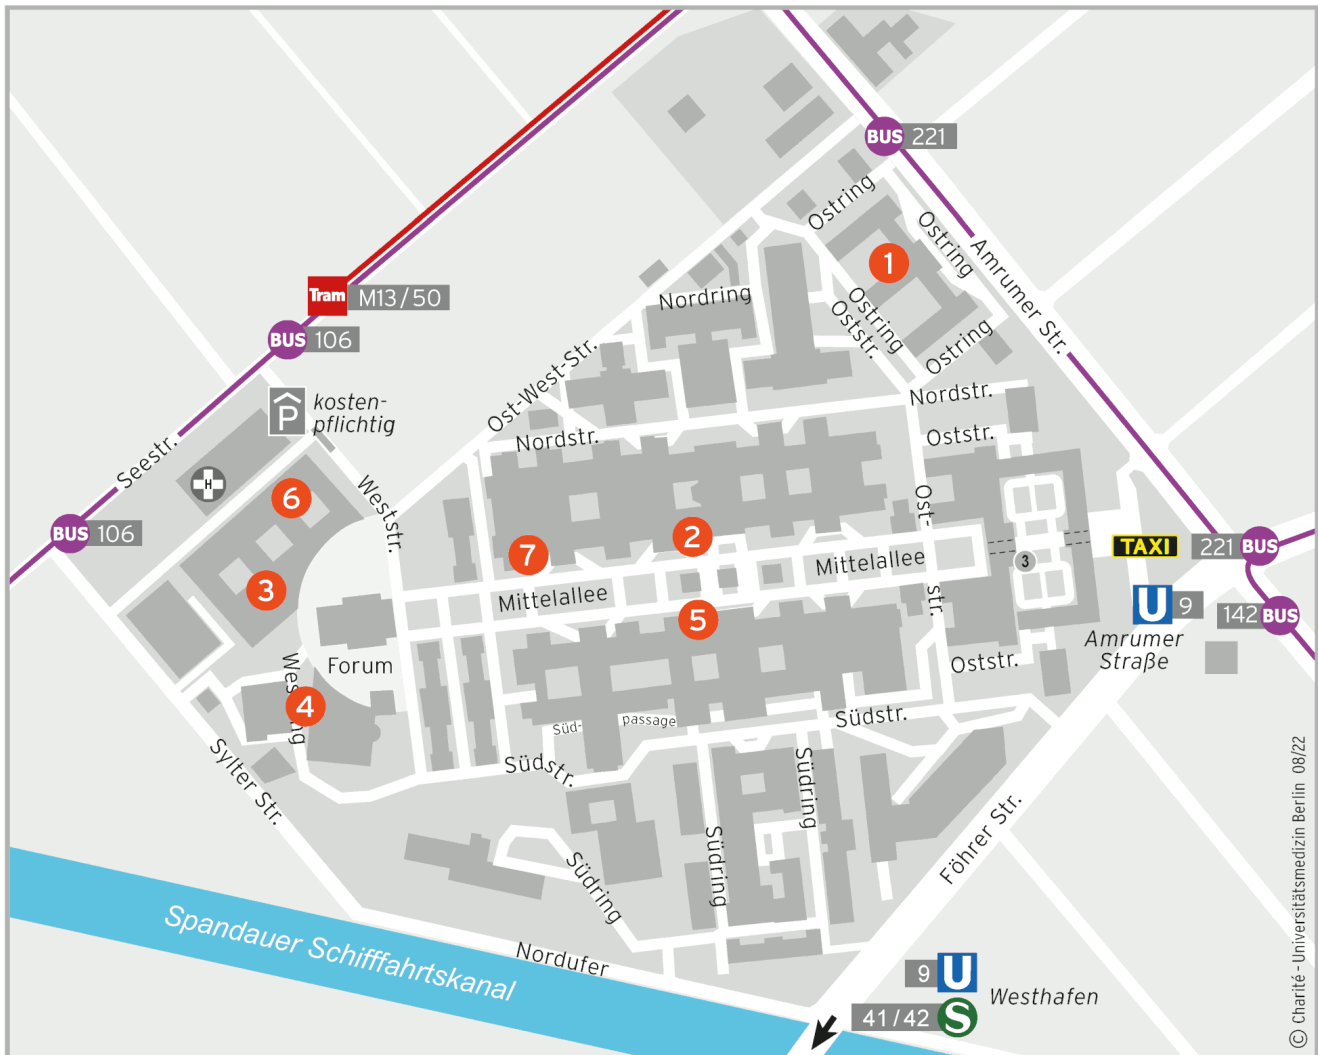 BUS 221
Ostring
Ostring
Amrumer Str.
1
Tram M13/50
Nordring
Ostring
Oststr.
Ostring
BUS 106
Ost-West-Str.
P kosten-
pflichtig
Nordstr.
Nordstr.
Oststr.
Seestr.
H
6
Weststr.
BUS 106
Ost-
str.
2
7
Mittelallee
Mittelallee
3
TAXI
221 BUS
3
U 9
142 BUS
5
Amrumer
Straße
Forum
Oststr.
Westring
4
Süd-
passage
Südstr.
Südstr.
Sylter Str.
Südring
Südring
Südring
Föhrer Str.
Spandauer Schifffahrtskanal
Nordufer
9 U
Westhafen
41/42 S
© Charité - Universitätsmedizin Berlin 08/22